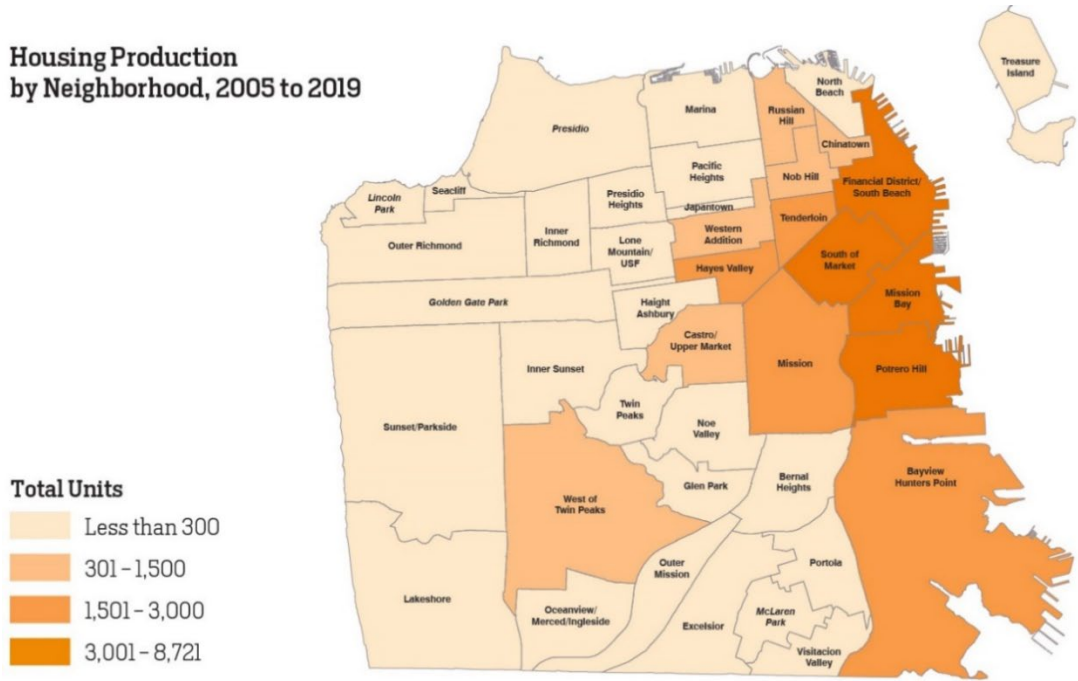 Housing Production
by Neighborhood, 2005 to 2019
Treasure
Island
North
Beach
Marina
Russian
Hill
Presidio
Chinatown
Pacific
Heights
Nob Hill
Financial District/
South Beach
Seacliff
Lincoln
Park
Presidio
Heights
Japantown
Tenderloin
Outer Richmond
Inner
Richmond
Lone
Mountain/
USF
Western
Addition
South of
Market
Hayes Valley
Golden Gate Park
Haight
Ashbury
Mission
Bay
Castro/
Upper Market
Inner Sunset
Mission
Potrero Hill
Twin
Peaks
Sunset/Parkside
Noe
Valley
Bayview
Hunters Point
Glen Park
Bernal
Heights
West of
Twin Peaks
Outer
Mission
Portola
Lakeshore
Oceanview/
Merced/Ingleside
Excelsior
McLaren
Park
Visitacion
Valley
Total Units
Less than 300
301 – 1,500
1,501 – 3,000
3,001 – 8,721